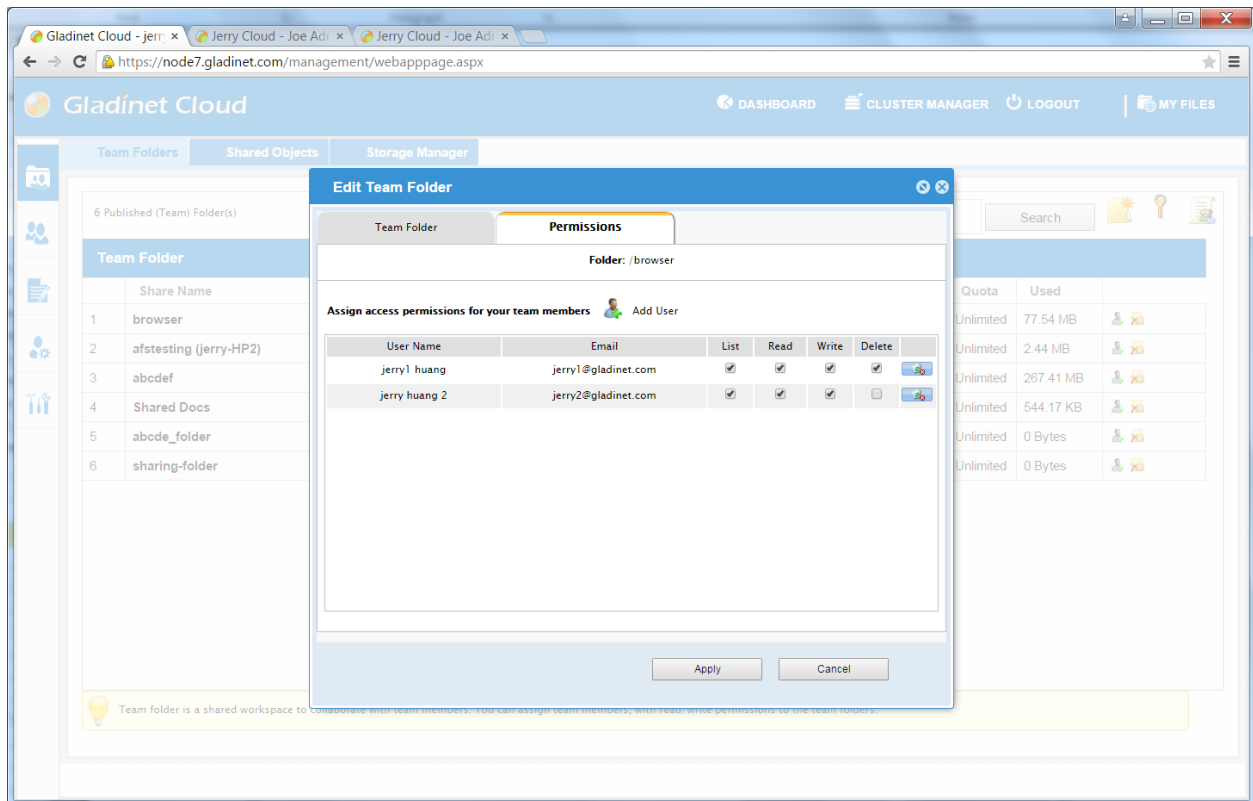 Gladinet Cloud - jerr
Jerry Cloud - Joe Adr
Jerry Cloud - Joe Adr
https://node7.gladinet.com/management/webapppage.aspx
Gladinet Cloud
DASHBOARD CLUSTER MANAGER LOGOUT MY FILES
Team Folders Shared Objects Storage Manager
Edit Team Folder
6 Published (Team) Folder(s)
Search
Team Folder Permissions
Team Folder
Folder: /browser
Share Name Quota Used
Assign access permissions for your team members Add User
1 browser Unlimited 77.54 MB
2 afstesting (jerry-HP2) Unlimited 2.44 MB
3 abcdef Unlimited 267.41 MB
4 Shared Docs Unlimited 544.17 KB
5 abcde_folder Unlimited 0 Bytes
6 sharing-folder Unlimited 0 Bytes
User Name Email List Read Write Delete
jerry1 huang jerry1@gladinet.com
jerry huang 2 jerry2@gladinet.com
Apply Cancel
Team folder is a shared workspace to collaborate with team members. You can assign team members, with read/write permissions to the team folders.